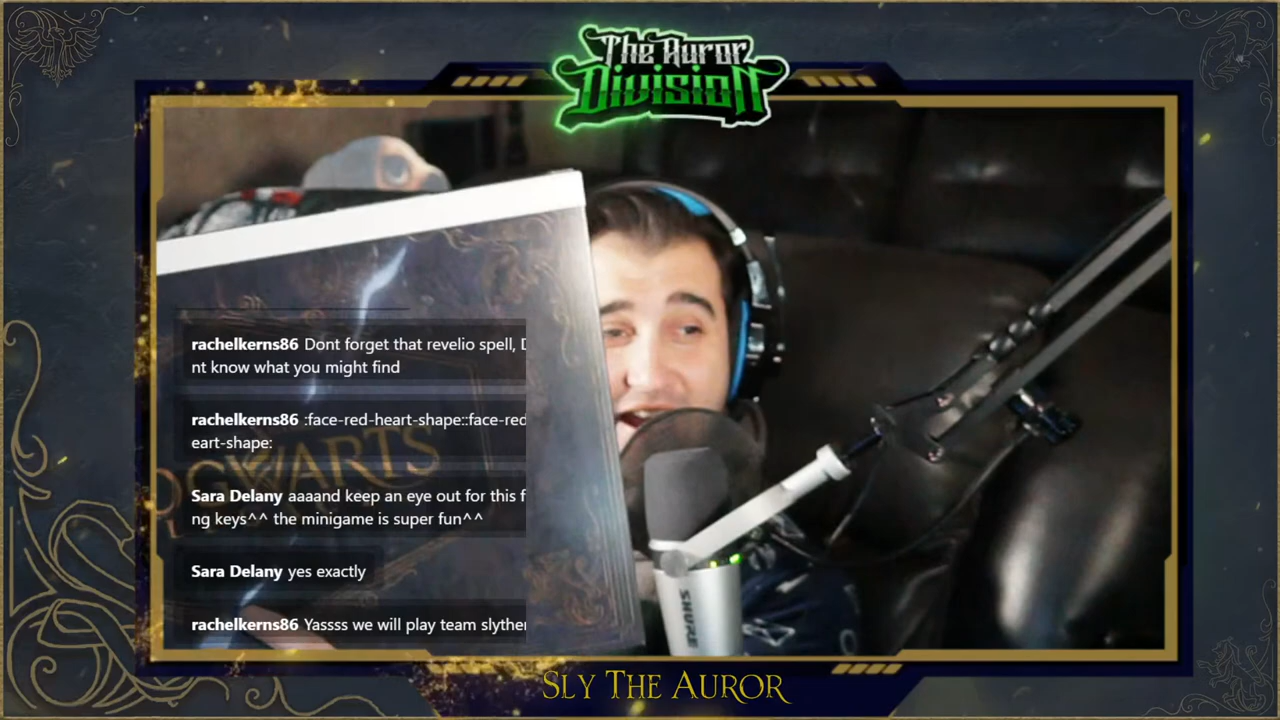 The Auror
Division
rachelkerns86 Dont forget that revelio spell, D
nt know what you might find
rachelkerns86 :face-red-heart-shape::face-red
eart-shape:
OGWARTS
Sara Delany aaaand keep an eye out for this f
ng keys^^ the minigame is super fun^^
Sara Delany yes exactly
rachelkerns86 Yassss we will play team slyther
SHURE
SLY THE AUROR